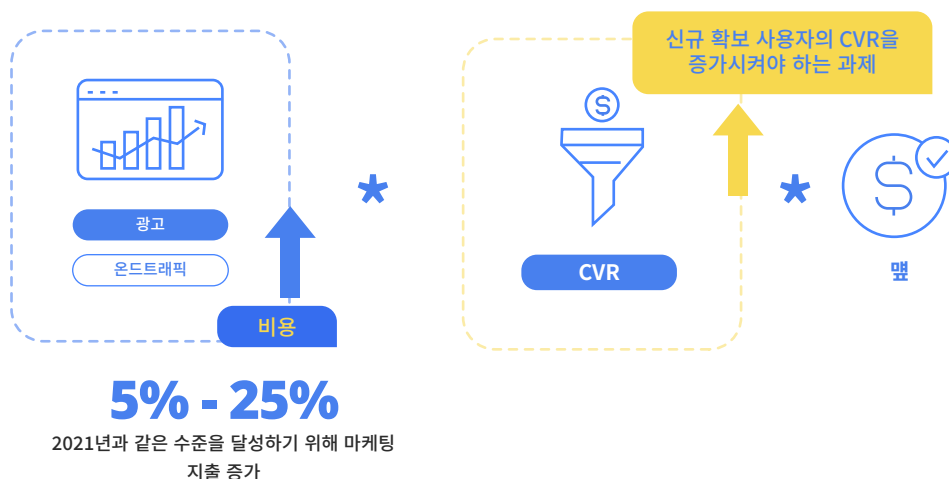 신규 확보 사용자의 CVR을
증가시켜야 하는 과제
광고
온드트래픽
비용
CVR
먶
5% - 25%
2021년과 같은 수준을 달성하기 위해 마케팅
지출 증가